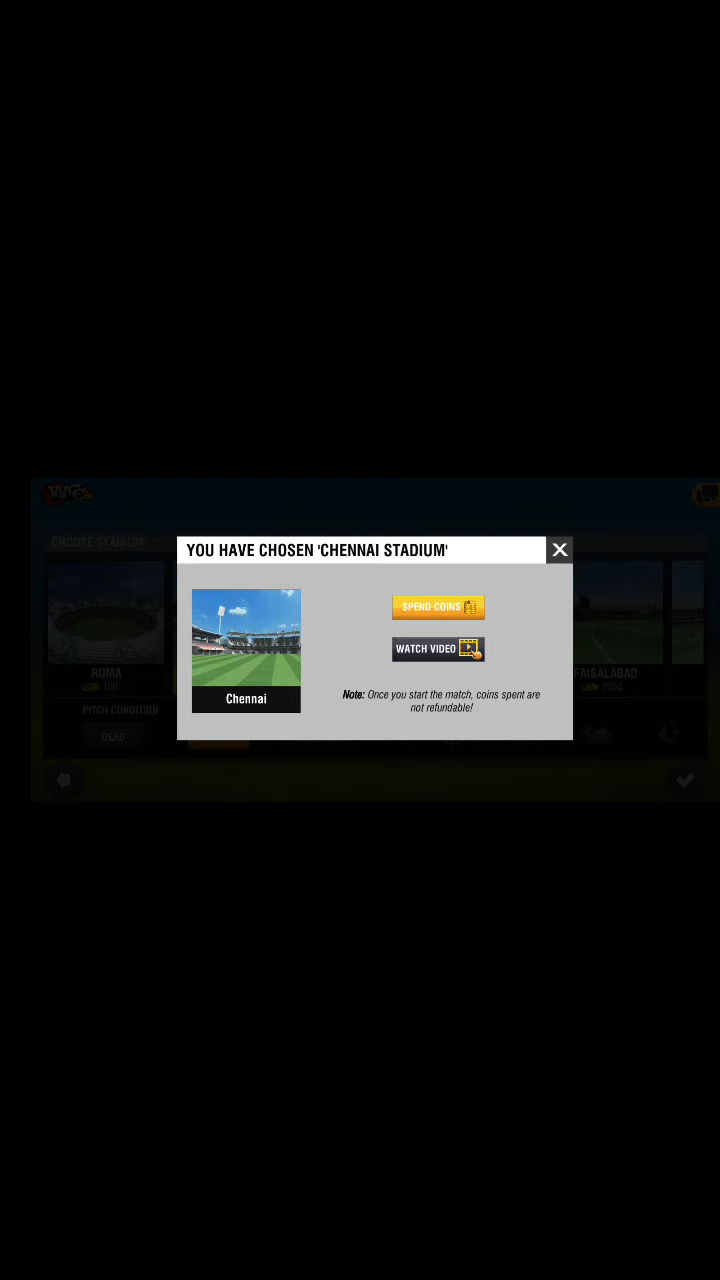 WCC
CHOOSE STADIUM
YOU HAVE CHOSEN 'CHENNAI STADIUM'
X
SPEND COINS
WATCH VIDEO
Chennai
Note: Once you start the match, coins spent are
not refundable!
ROMA
100
FAISALABAD
2500
PITCH CONDITION
DEAD